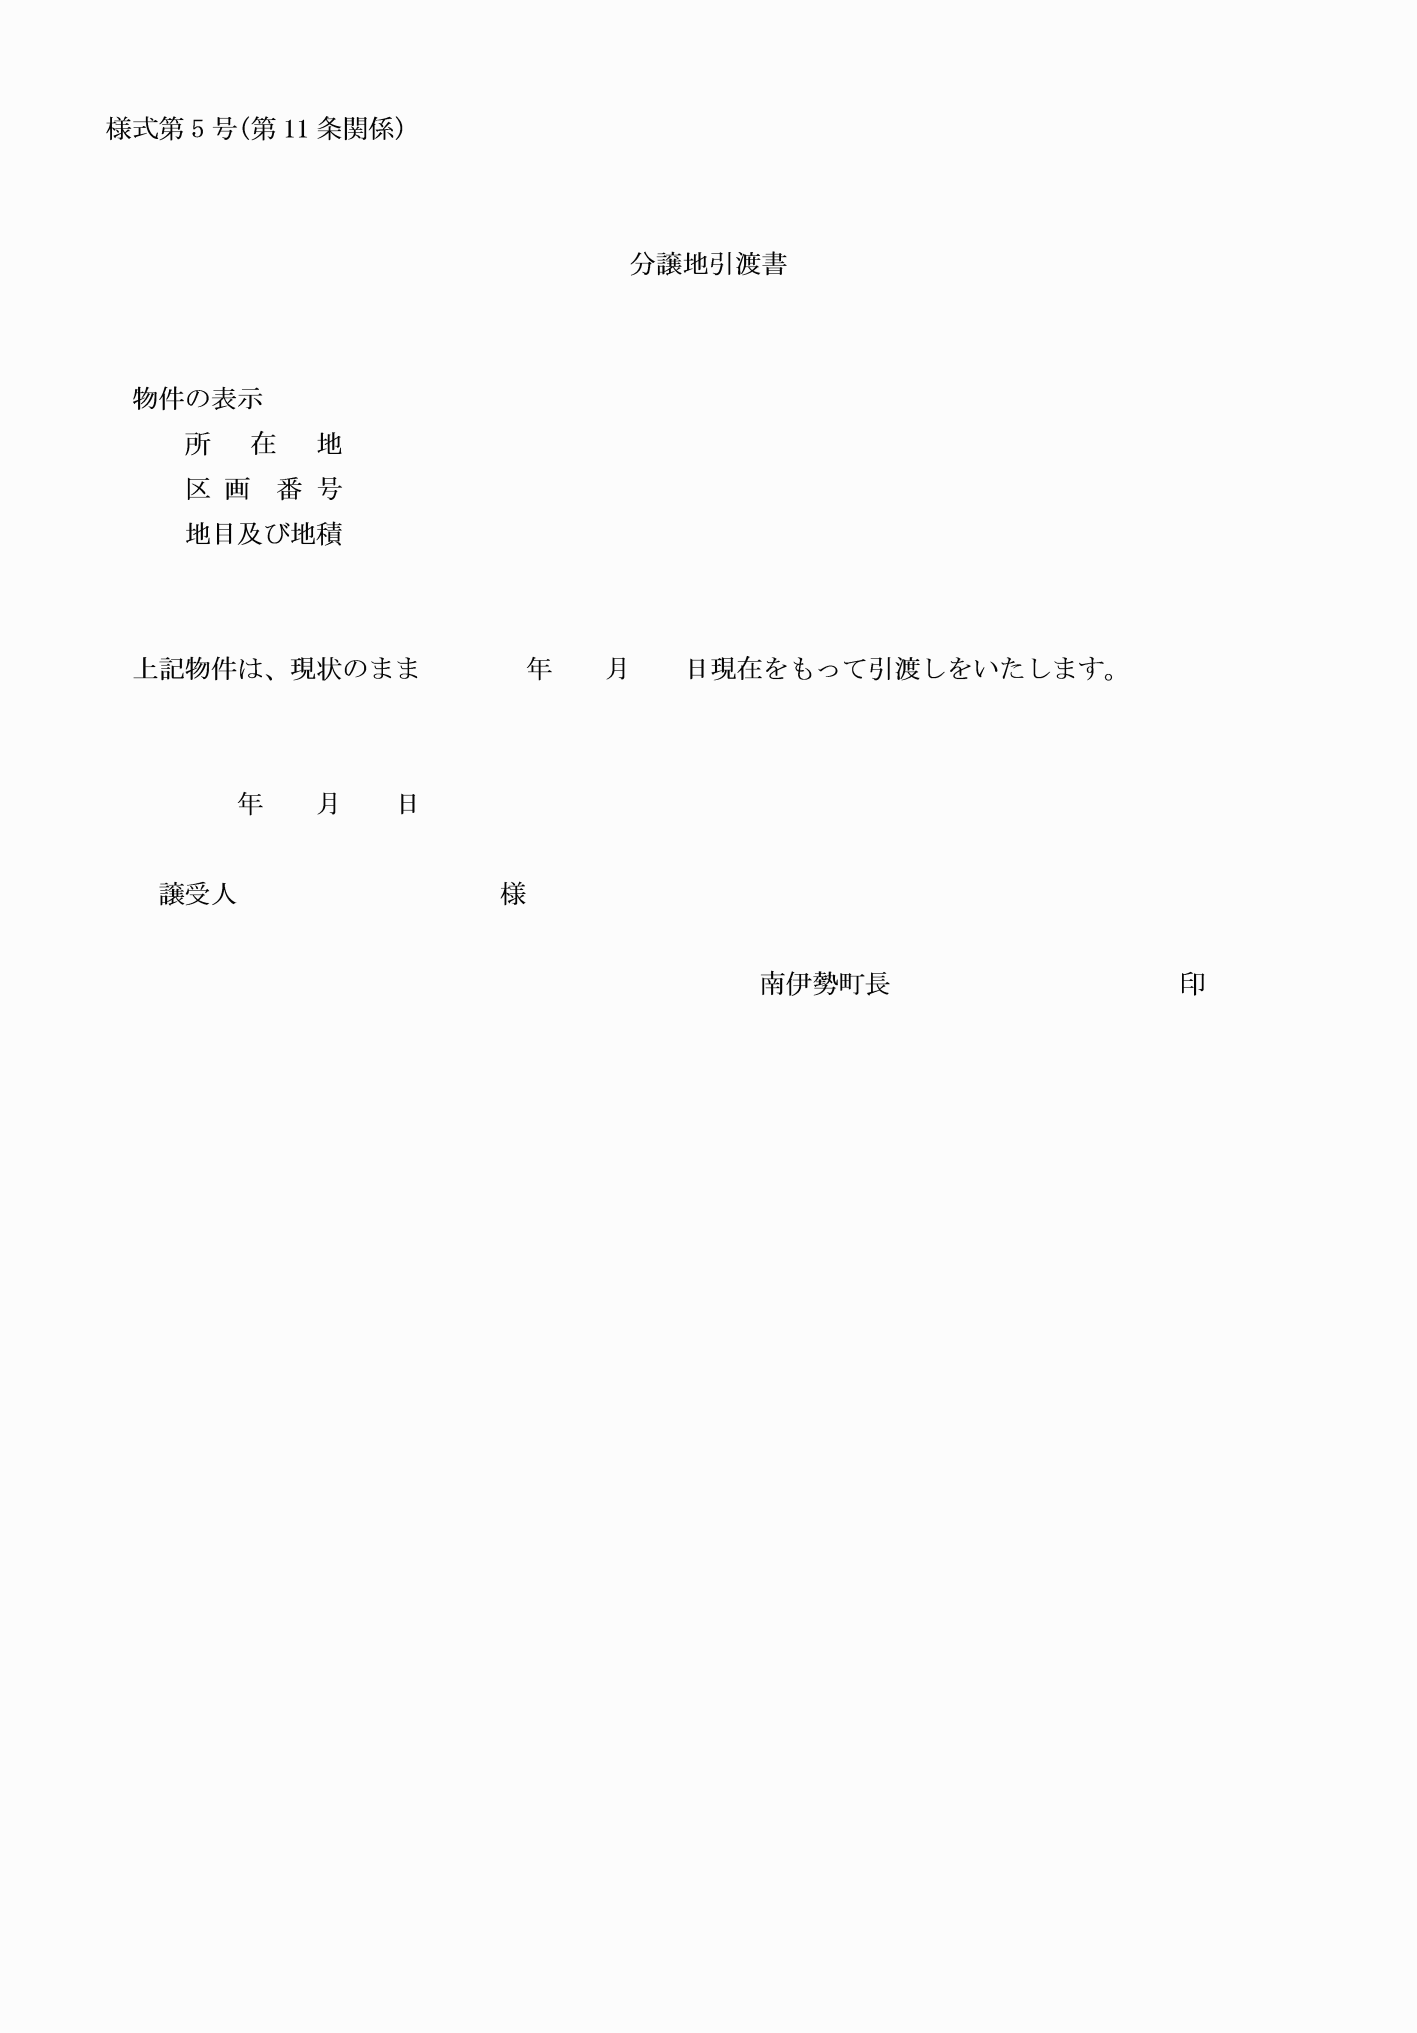 様式第5号(第11条関係)
分譲地引渡書
物件の表示
所　在　地
区 画 番 号
地目及び地積
上記物件は、現状のまま　　　　年　　月　　日現在をもって引渡しをいたします。
年　　月　　日
譲受人　　　　　　　　　　様
南伊勢町長　　　　　　　　　　　印